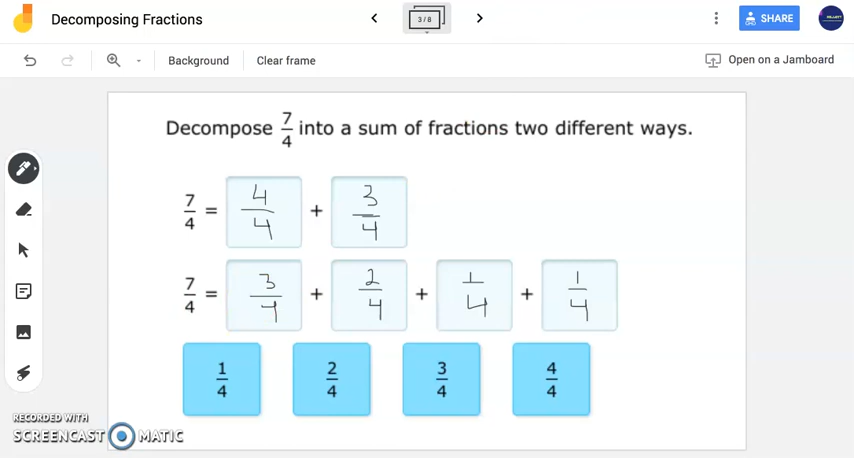 Decomposing Fractions
3 / 8
SHARE
Background
Clear frame
Open on a Jamboard
Decompose 7/4 into a sum of fractions two different ways.
7/4 = 4/4 + 3/4
7/4 = 3/4 + 2/4 + 1/4 + 1/4
1/4 2/4 3/4 4/4
RECORDED WITH
SCREENCAST MATIC